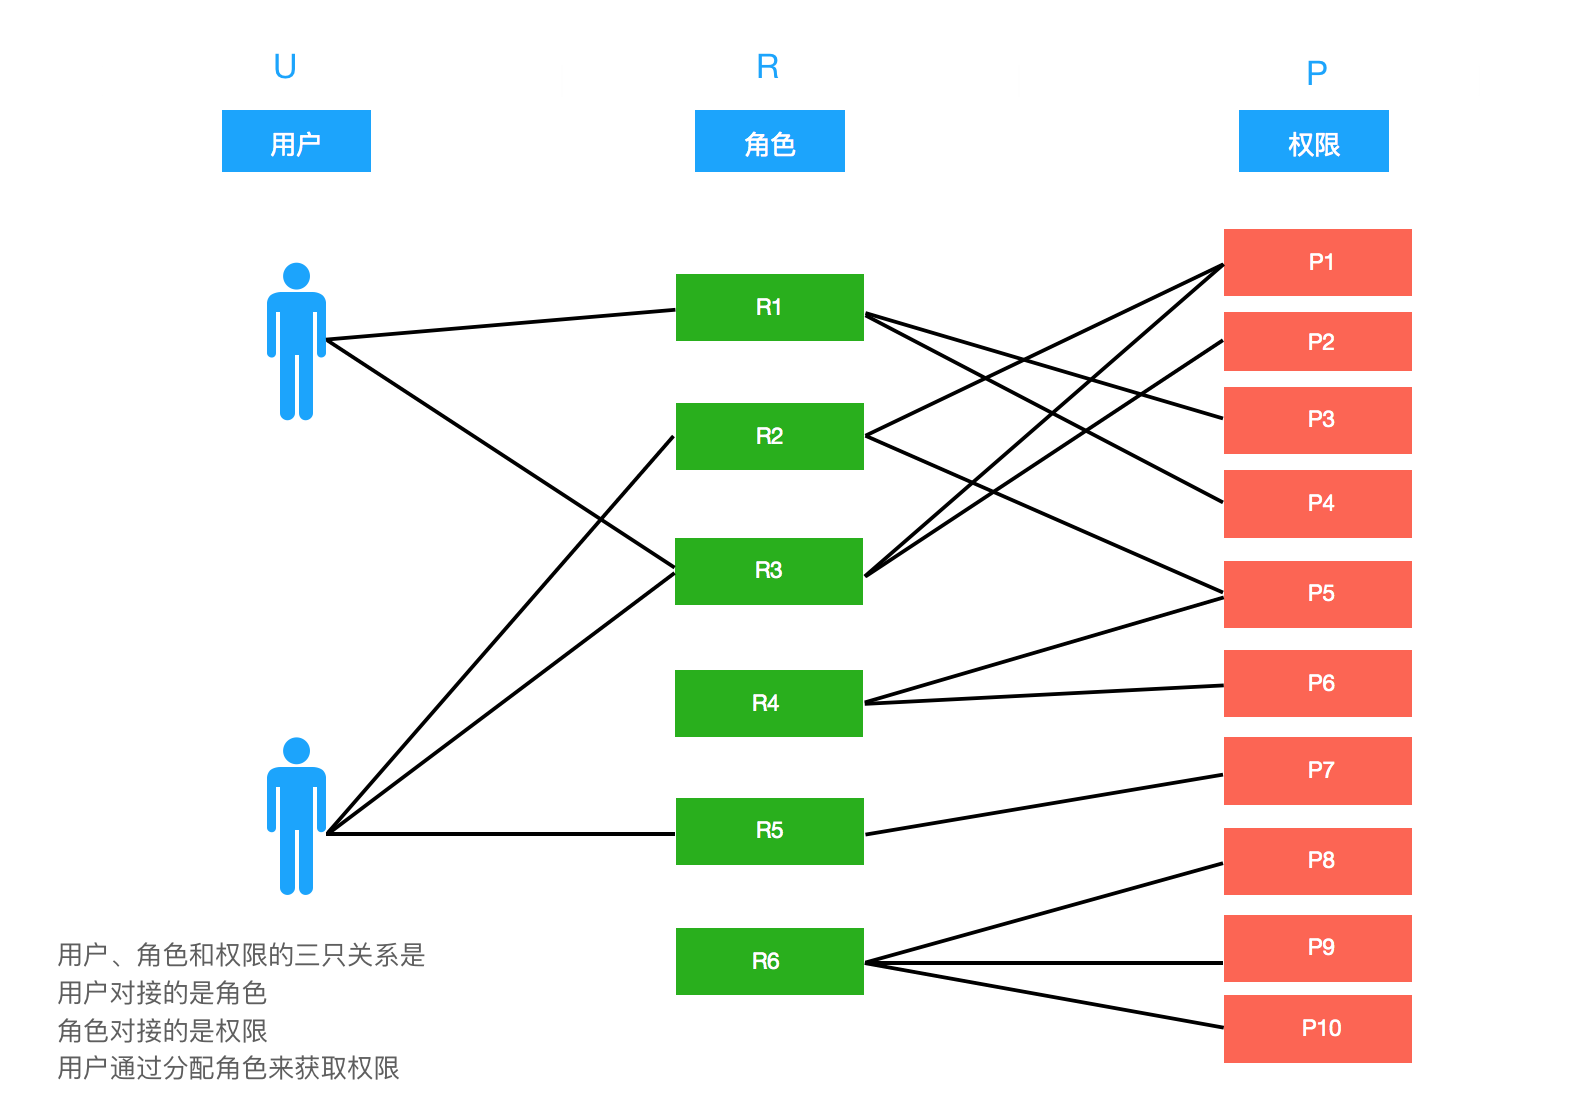 U
R
P
用户
角色
权限
R1
R2
R3
R4
R5
R6
P1
P2
P3
P4
P5
P6
P7
P8
P9
P10
用户、角色和权限的三只关系是
用户对接的是角色
角色对接的是权限
用户通过分配角色来获取权限